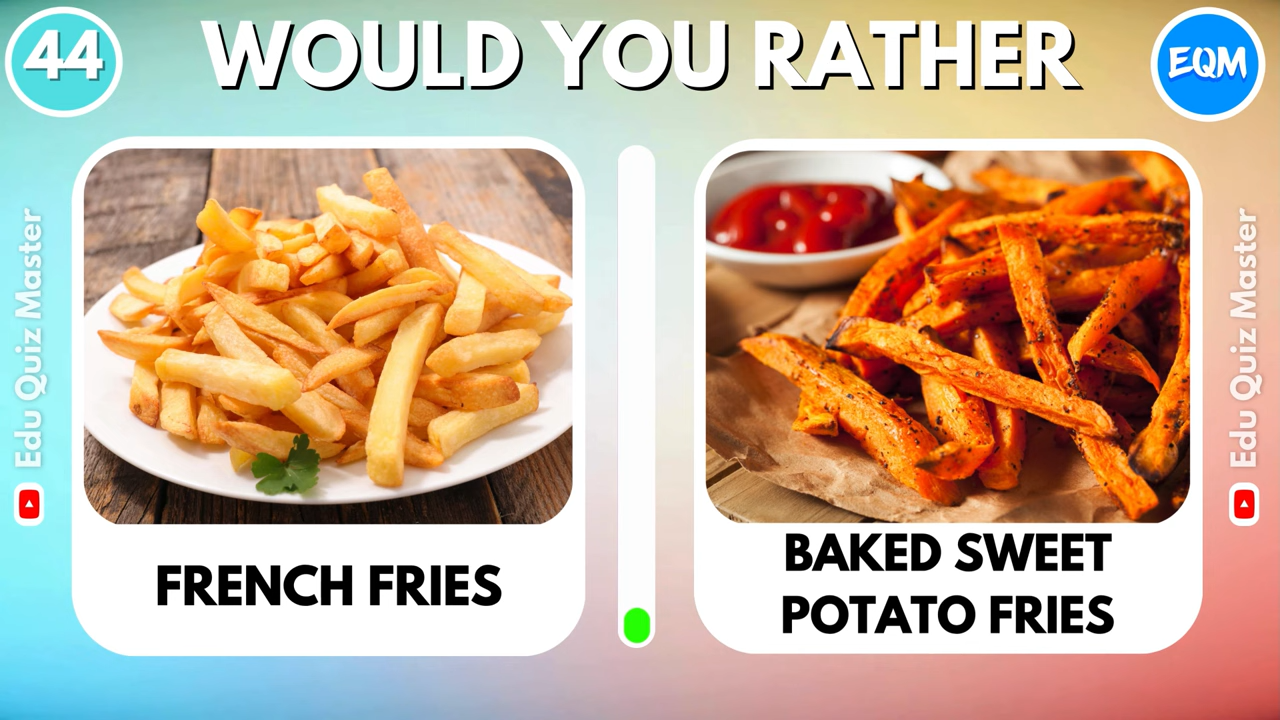 44
WOULD YOU RATHER
EQM
Edu Quiz Master
FRENCH FRIES
BAKED SWEET
POTATO FRIES
Edu Quiz Master